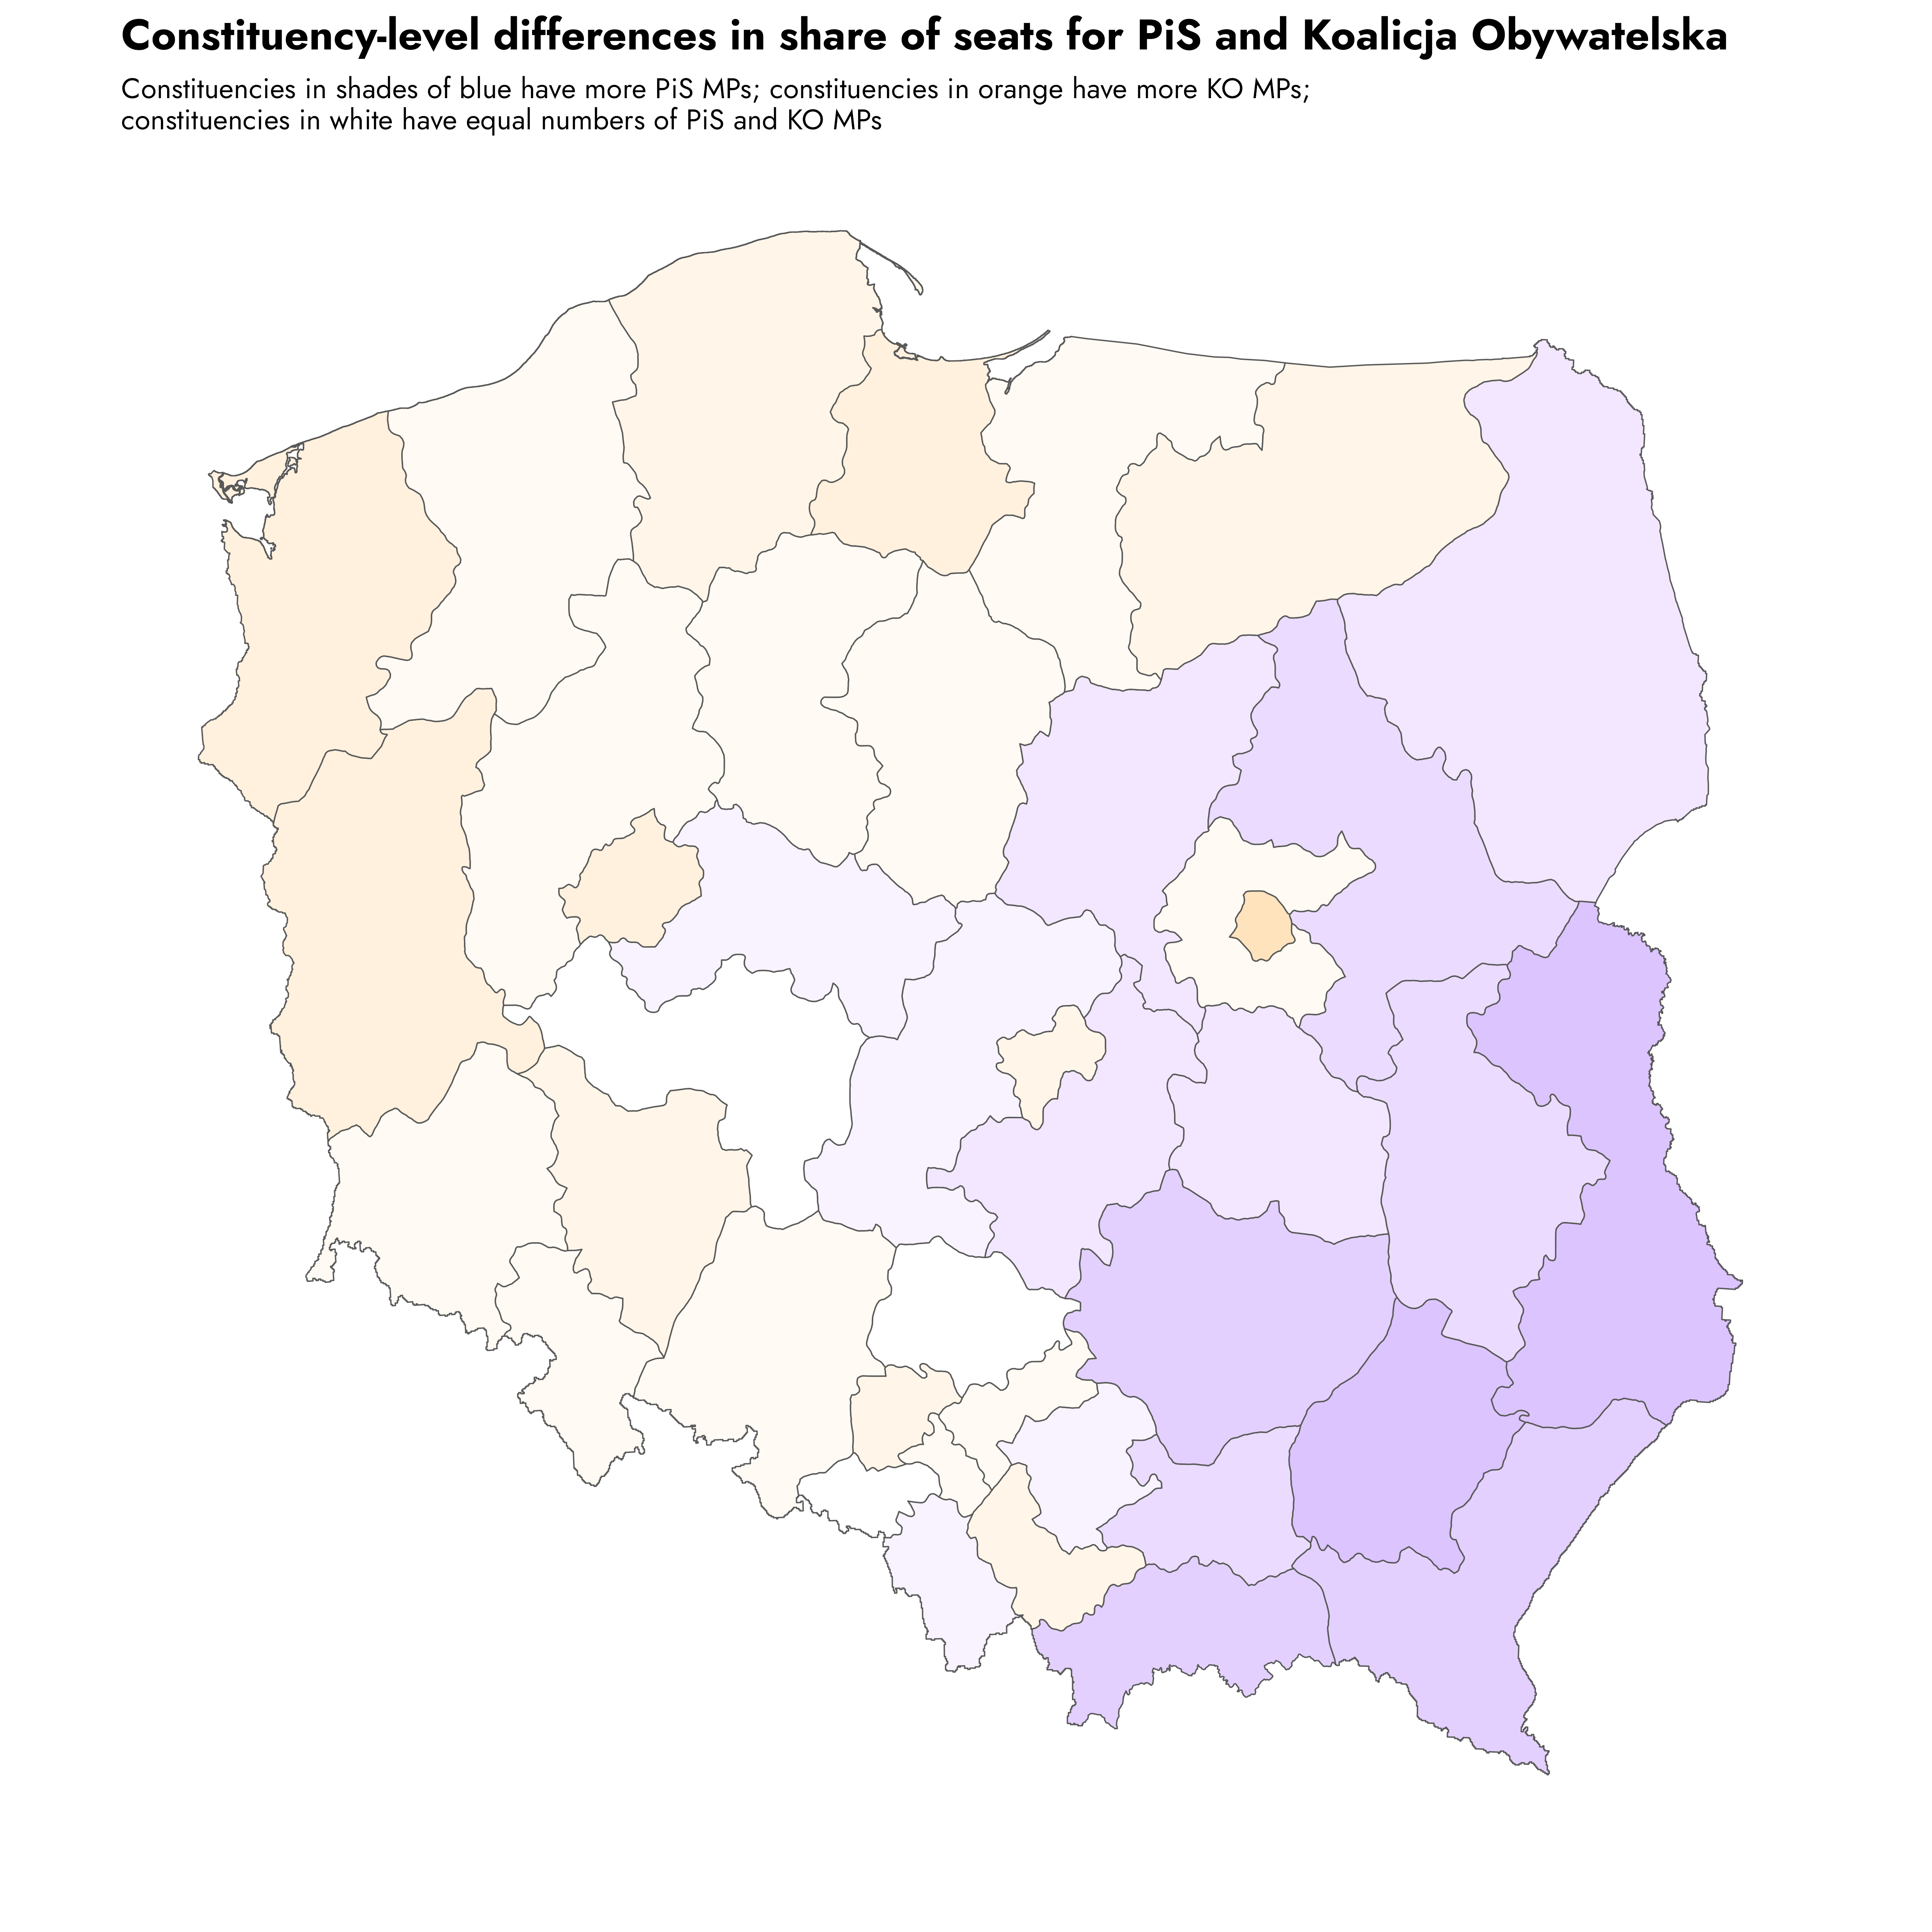 Constituency-level differences in share of seats for PiS and Koalicja Obywatelska
Constituencies in shades of blue have more PiS MPs; constituencies in orange have more KO MPs;
constituencies in white have equal numbers of PiS and KO MPs